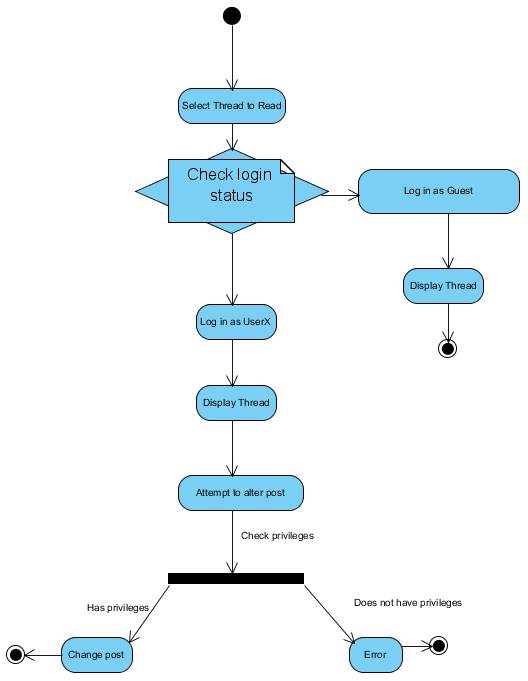 Select Thread to Read
Check login
status
Log in as Guest
Display Thread
Log in as UserX
Display Thread
Attempt to alter post
Check privileges
Has privileges
Does not have privileges
Change post
Error